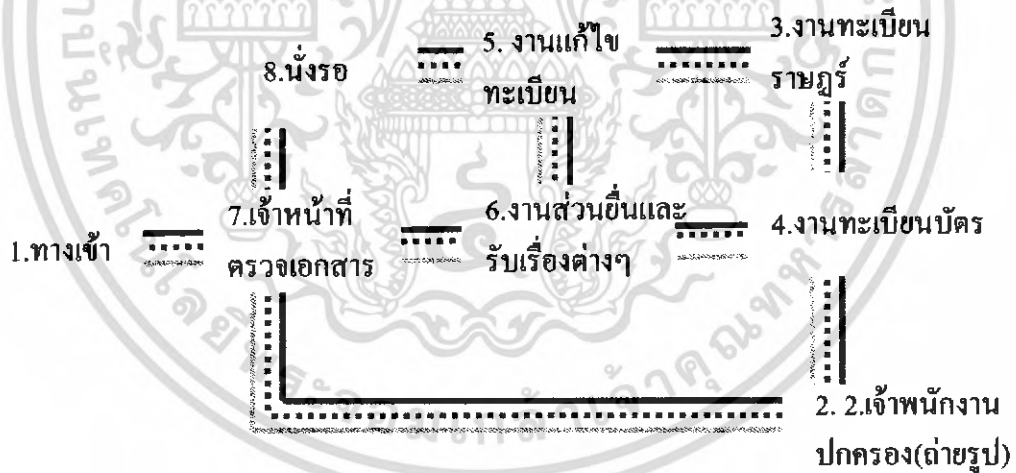 5. งานแก้ไข
ทะเบียน
3.งานทะเบียน
ราษฎร์
8.นั่งรอ
1.ทางเข้า
7.เจ้าหน้าที่
ตรวจเอกสาร
6.งานส่วนยื่นและ
รับเรื่องต่างๆ
4.งานทะเบียนบัตร
2. 2.เจ้าพนักงาน
ปกครอง(ถ่ายรูป)